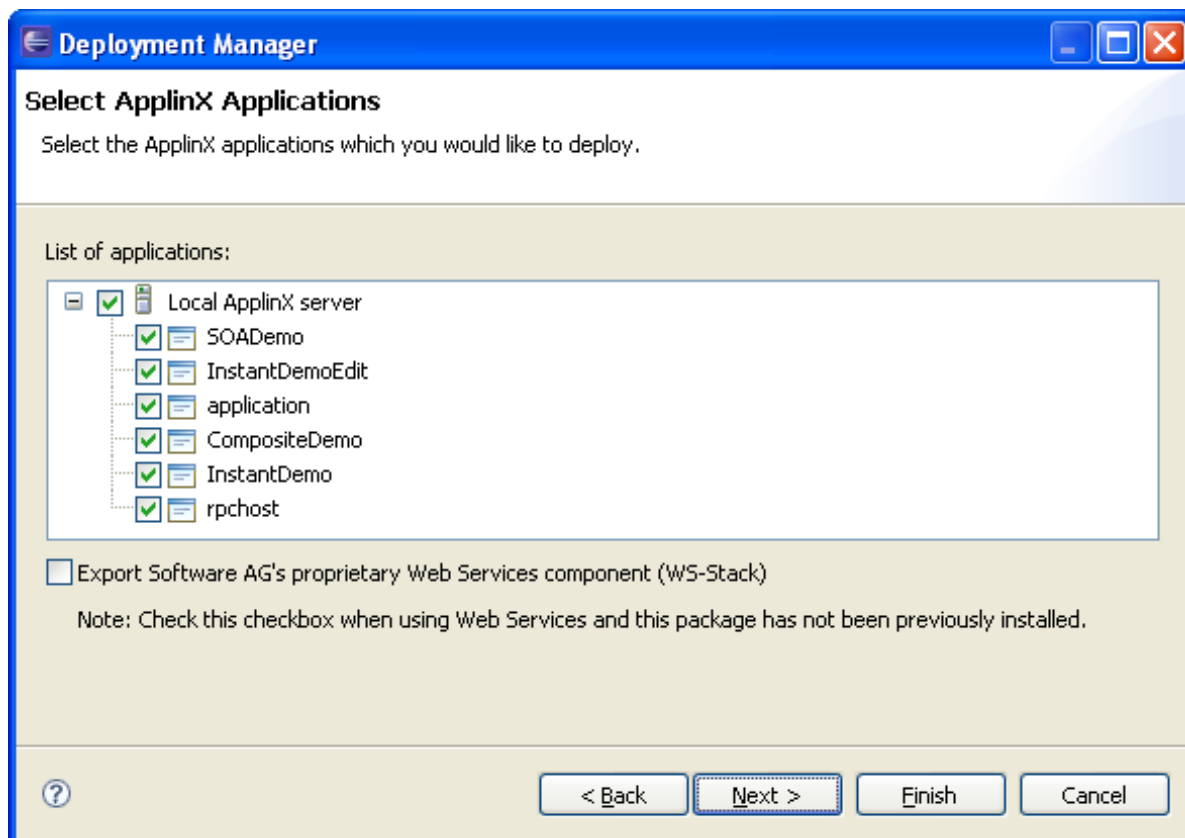 Deployment Manager
Select ApplinX Applications
Select the ApplinX applications which you would like to deploy.
List of applications:
Local ApplinX server
SOADemo
InstantDemoEdit
application
CompositeDemo
InstantDemo
rpchost
Export Software AG's proprietary Web Services component (WS-Stack)
Note: Check this checkbox when using Web Services and this package has not been previously installed.
? < Back Next > Finish Cancel